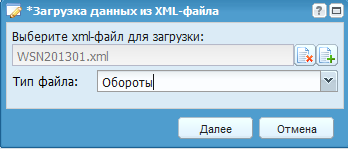 *Загрузка данных из XML-файла
Выберите xml-файл для загрузки:
WSN201301.xml
Тип файла: Обороты
Далее Отмена